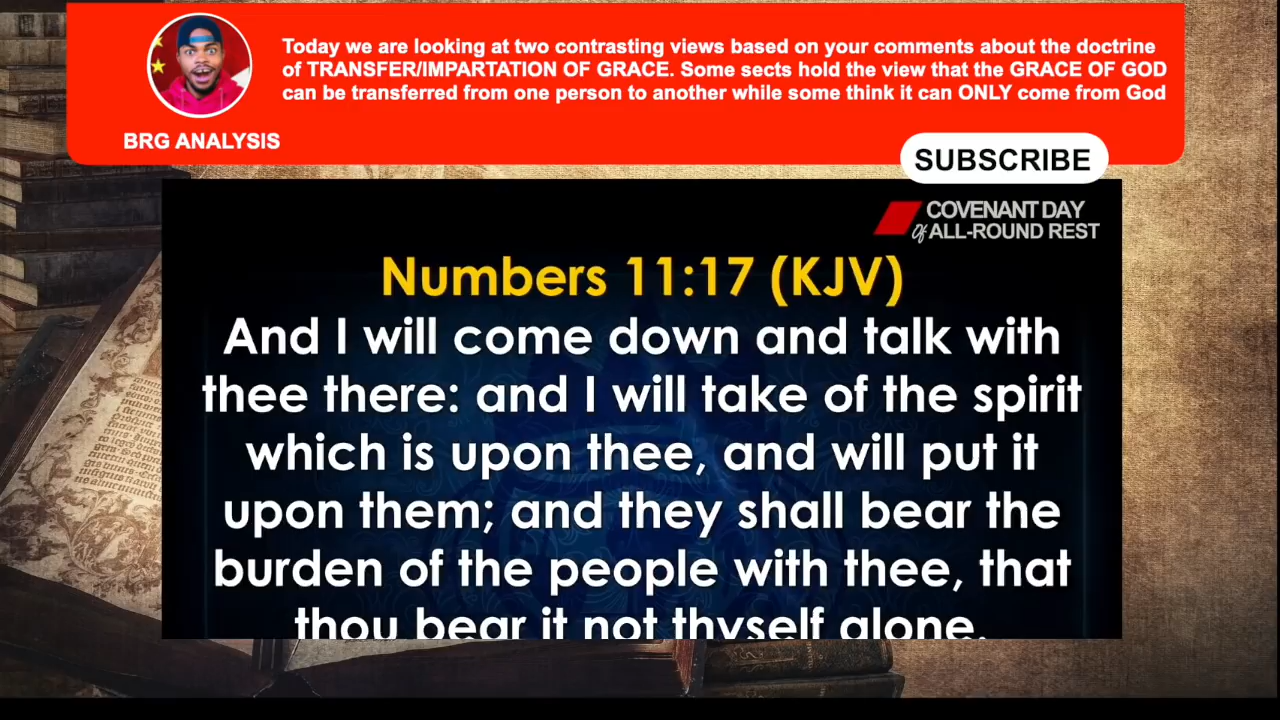 Today we are looking at two contrasting views based on your comments about the doctrine
of TRANSFER/IMPARTATION OF GRACE. Some sects hold the view that the GRACE OF GOD
can be transferred from one person to another while some think it can ONLY come from God
BRG ANALYSIS
SUBSCRIBE
COVENANT DAY
Of ALL-ROUND REST
Numbers 11:17 (KJV)
And I will come down and talk with
thee there: and I will take of the spirit
which is upon thee, and will put it
upon them; and they shall bear the
burden of the people with thee, that
thou bear it not thyself alone.